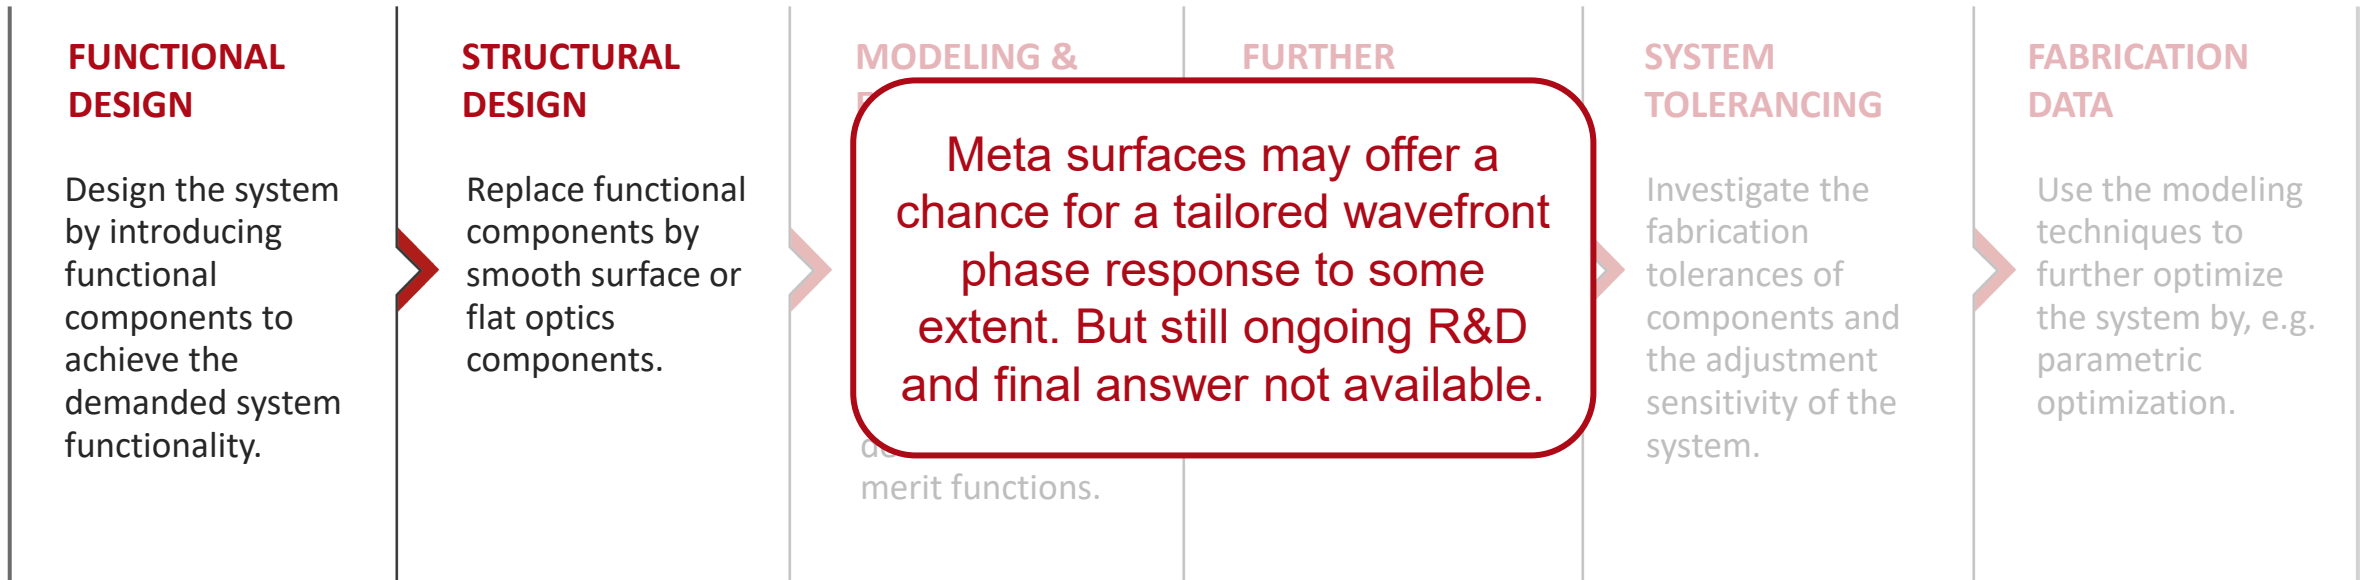 FUNCTIONAL
DESIGN
Design the system
by introducing
functional
components to
achieve the
demanded system
functionality.
STRUCTURAL
DESIGN
Replace functional
components by
smooth surface or
flat optics
components.
MODELING &
merit functions.
FURTHER
Meta surfaces may offer a
chance for a tailored wavefront
phase response to some
extent. But still ongoing R&D
and final answer not available.
SYSTEM
TOLERANCING
Investigate the
fabrication
tolerances of
components and
the adjustment
sensitivity of the
system.
FABRICATION
DATA
Use the modeling
techniques to
further optimize
the system by, e.g.
parametric
optimization.